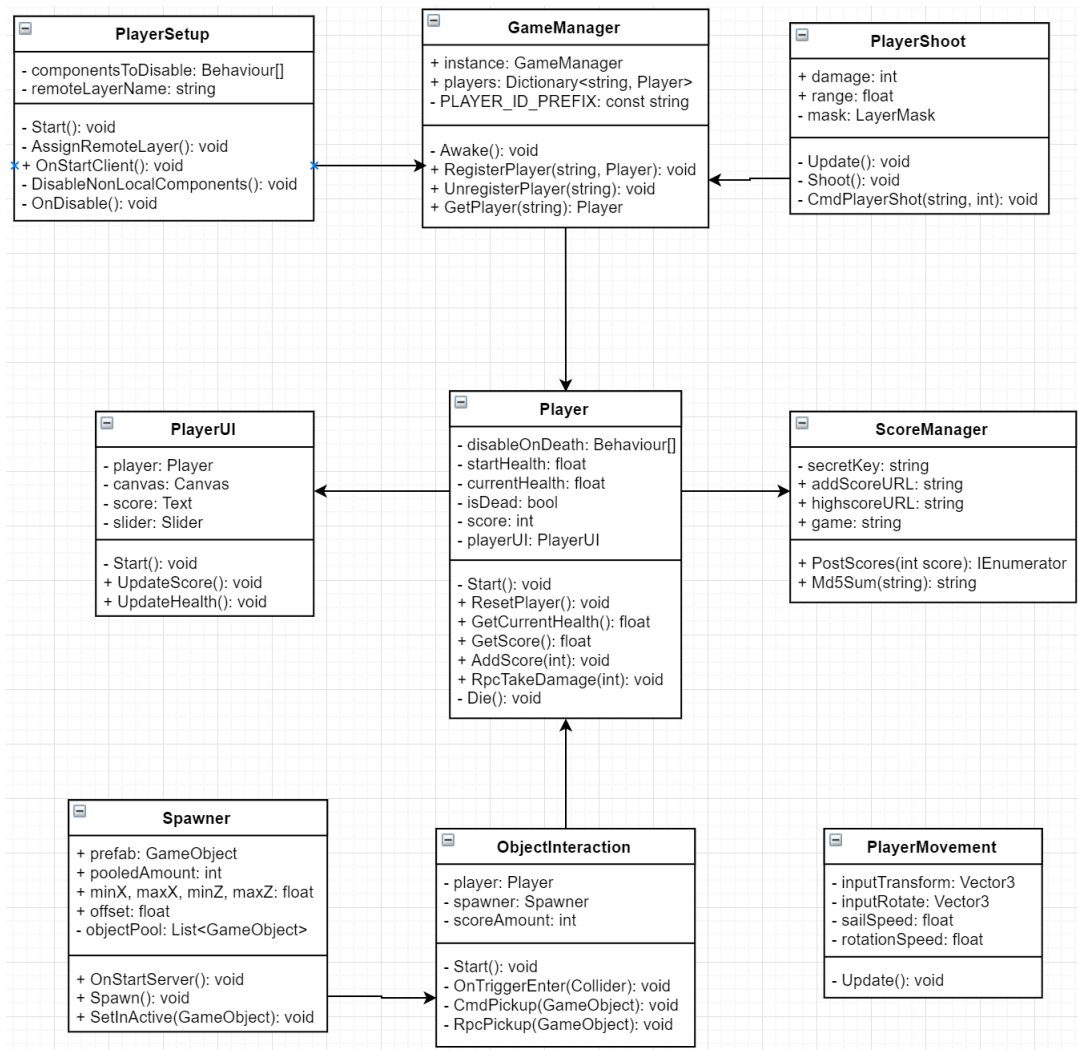 PlayerSetup
- componentsToDisable: Behaviour[]
- remoteLayerName: string
- Start(): void
- AssignRemoteLayer(): void
+ OnStartClient(): void
- DisableNonLocalComponents(): void
- OnDisable(): void
GameManager
+ instance: GameManager
+ players: Dictionary<string, Player>
- PLAYER_ID_PREFIX: const string
- Awake(): void
+ RegisterPlayer(string, Player): void
+ UnregisterPlayer(string): void
+ GetPlayer(string): Player
PlayerShoot
+ damage: int
+ range: float
- mask: LayerMask
- Update(): void
- Shoot(): void
- CmdPlayerShot(string, int): void
PlayerUI
- player: Player
- canvas: Canvas
- score: Text
- slider: Slider
- Start(): void
+ UpdateScore(): void
+ UpdateHealth(): void
Player
- disableOnDeath: Behaviour[]
- startHealth: float
- currentHealth: float
- isDead: bool
- score: int
- playerUI: PlayerUI
- Start(): void
+ ResetPlayer(): void
+ GetCurrentHealth(): float
+ GetScore(): float
+ AddScore(int): void
+ RpcTakeDamage(int): void
- Die(): void
ScoreManager
- secretKey: string
+ addScoreURL: string
+ highscoreURL: string
+ game: string
+ PostScores(int score): IEnumerator
+ Md5Sum(string): string
Spawner
+ prefab: GameObject
+ pooledAmount: int
+ minX, maxX, minZ, maxZ: float
+ offset: float
- objectPool: List<GameObject>
+ OnStartServer(): void
+ Spawn(): void
+ SetInActive(GameObject): void
ObjectInteraction
- player: Player
- spawner: Spawner
- scoreAmount: int
- Start(): void
- OnTriggerEnter(Collider): void
- CmdPickup(GameObject): void
- RpcPickup(GameObject): void
PlayerMovement
- inputTransform: Vector3
- inputRotate: Vector3
- sailSpeed: float
- rotationSpeed: float
- Update(): void